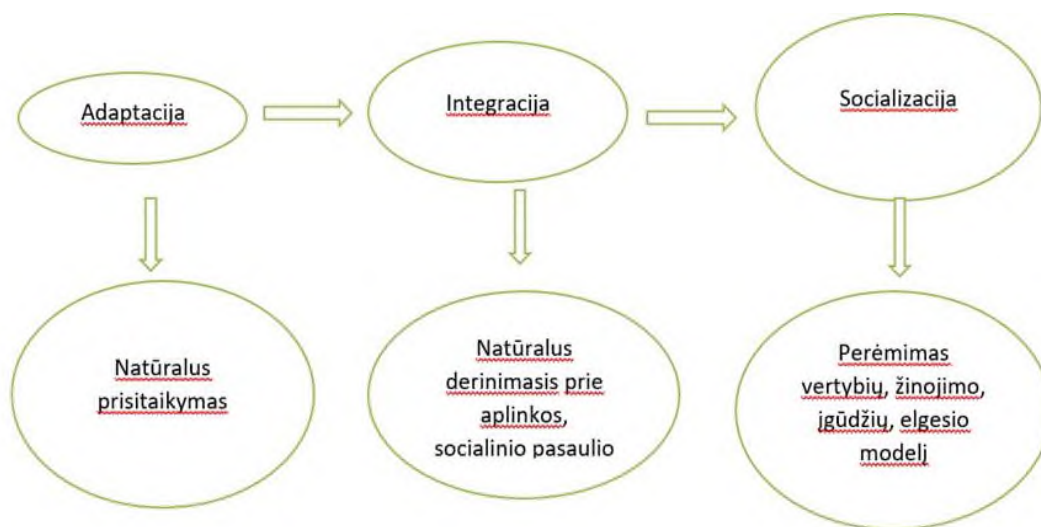 Adaptacija
Integracija
Socializacija
Natūralus
prisitaikymas
Natūralus
derinimasis prie
aplinkos,
socialinio pasaulio
Perėmimas
vertybių, žinojimo,
įgūdžių, elgesio
modelį